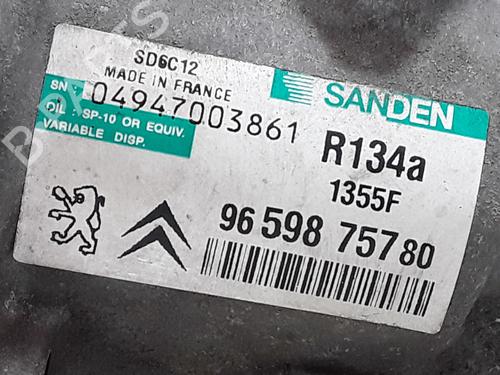 SD6C12
MADE IN FRANCE
SN: 04947003861
OIL : SP-10 OR EQUIV.
VARIABLE DISP.
SANDEN
R134a
1355F
96 598 757 80